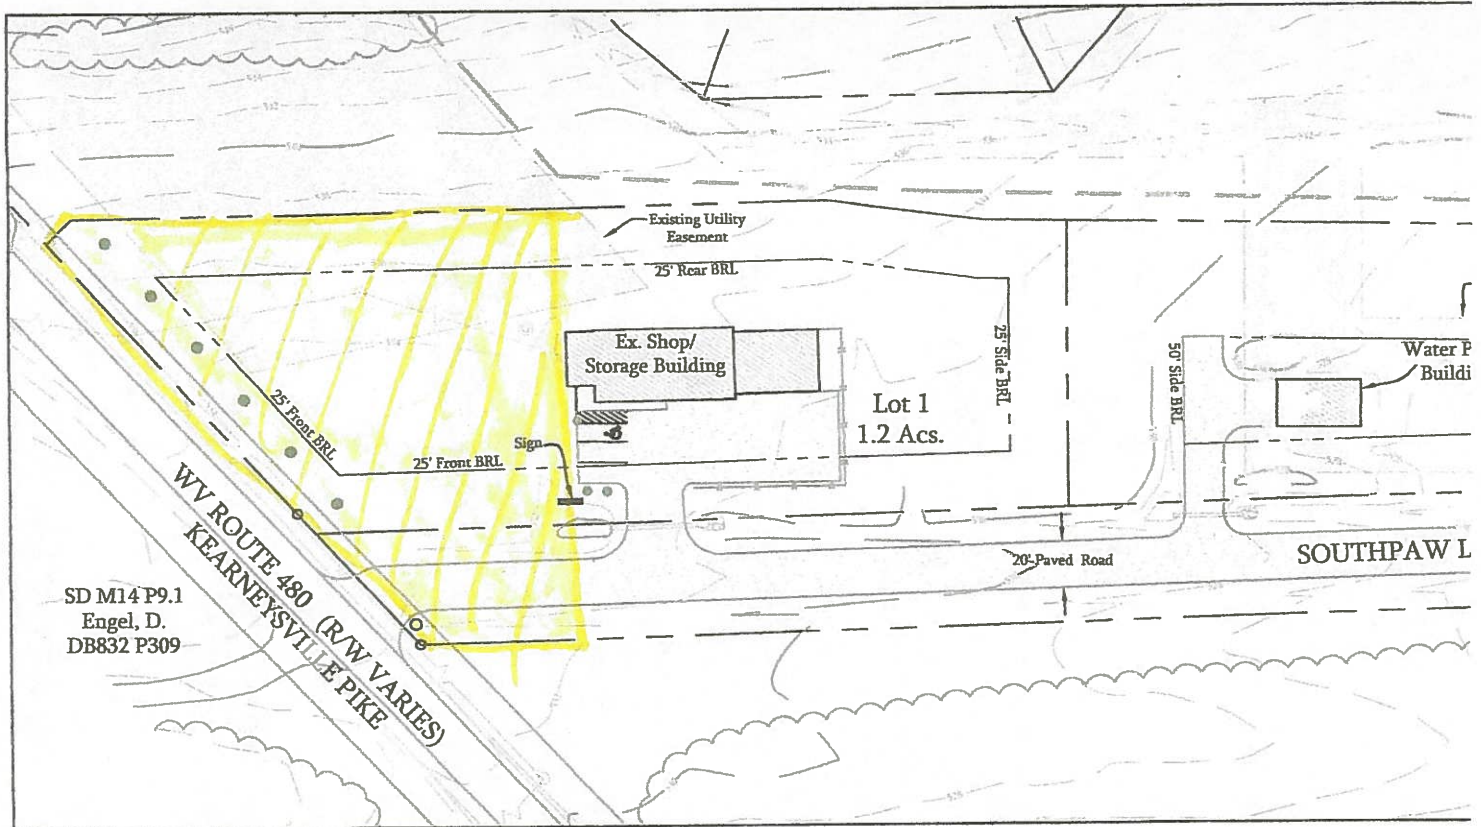 Existing Utility
Easement
25' Rear BRL
Ex. Shop/
Storage Building
25' Side BRL
50' Side BRL
Water P
Buildi
Lot 1
1.2 Acs.
25' Front BRL
Sign
25' Front BRL
20' Paved Road
SOUTHPAW L
WV ROUTE 480 (R/W VARIES)
KEARNEYSVILLE PIKE
SD M14 P9.1
Engel, D.
DB832 P309